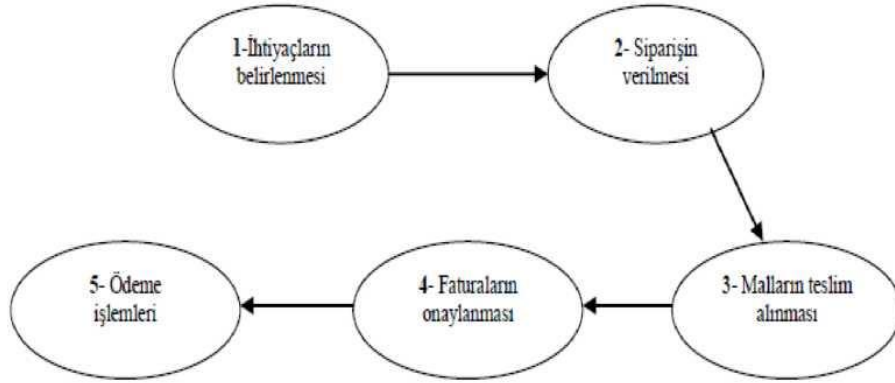 1-İhtiyaçların
belirlenmesi
2- Siparişin
verilmesi
3- Malların teslim
alınması
4- Faturaların
onaylanması
5- Ödeme
işlemleri